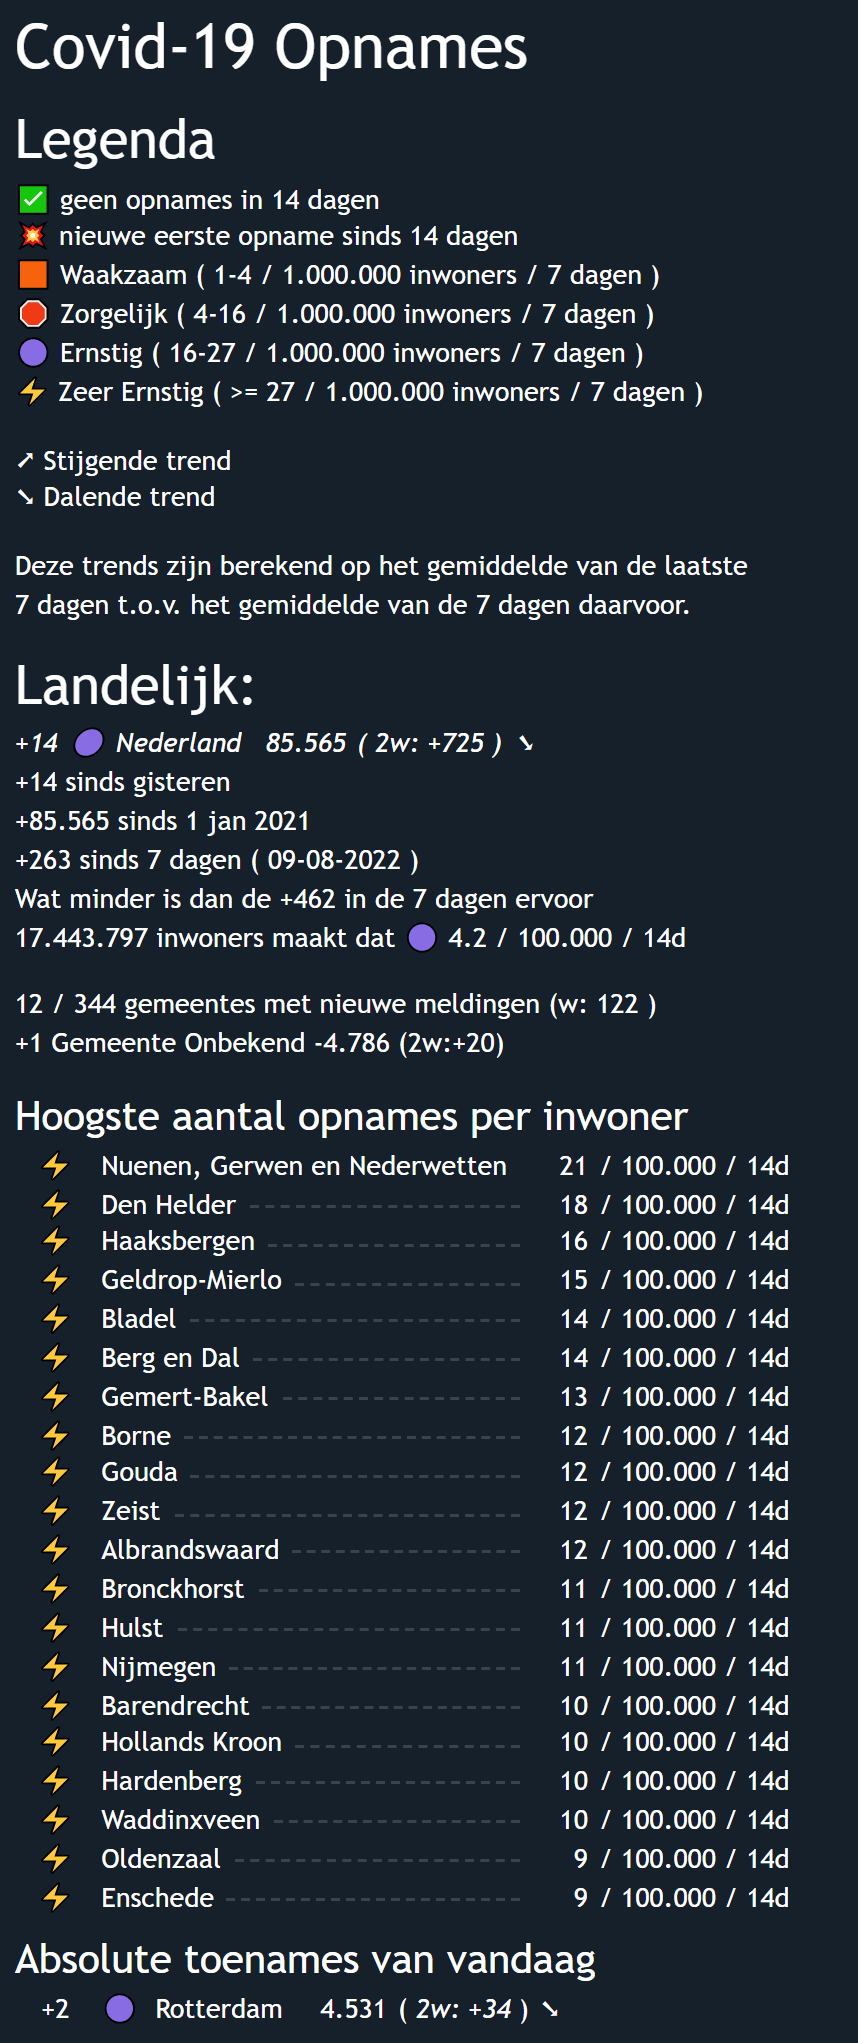 Covid-19 Opnames
Legenda
✅ geen opnames in 14 dagen
💥 nieuwe eerste opname sinds 14 dagen
🟧 Waakzaam ( 1-4 / 1.000.000 inwoners / 7 dagen )
🛑 Zorgelijk ( 4-16 / 1.000.000 inwoners / 7 dagen )
🟣 Ernstig ( 16-27 / 1.000.000 inwoners / 7 dagen )
⚡ Zeer Ernstig ( >= 27 / 1.000.000 inwoners / 7 dagen )
➚ Stijgende trend
➘ Dalende trend
Deze trends zijn berekend op het gemiddelde van de laatste
7 dagen t.o.v. het gemiddelde van de 7 dagen daarvoor.
Landelijk:
+14 🟣 Nederland 85.565 ( 2w: +725 ) ➘
+14 sinds gisteren
+85.565 sinds 1 jan 2021
+263 sinds 7 dagen ( 09-08-2022 )
Wat minder is dan de +462 in de 7 dagen ervoor
17.443.797 inwoners maakt dat 🟣 4.2 / 100.000 / 14d
12 / 344 gemeentes met nieuwe meldingen (w: 122 )
+1 Gemeente Onbekend -4.786 (2w:+20)
Hoogste aantal opnames per inwoner
⚡ Nuenen, Gerwen en Nederwetten 21 / 100.000 / 14d
⚡ Den Helder 18 / 100.000 / 14d
⚡ Haaksbergen 16 / 100.000 / 14d
⚡ Geldrop-Mierlo 15 / 100.000 / 14d
⚡ Bladel 14 / 100.000 / 14d
⚡ Berg en Dal 14 / 100.000 / 14d
⚡ Gemert-Bakel 13 / 100.000 / 14d
⚡ Borne 12 / 100.000 / 14d
⚡ Gouda 12 / 100.000 / 14d
⚡ Zeist 12 / 100.000 / 14d
⚡ Albrandswaard 12 / 100.000 / 14d
⚡ Bronckhorst 11 / 100.000 / 14d
⚡ Hulst 11 / 100.000 / 14d
⚡ Nijmegen 11 / 100.000 / 14d
⚡ Barendrecht 10 / 100.000 / 14d
⚡ Hollands Kroon 10 / 100.000 / 14d
⚡ Hardenberg 10 / 100.000 / 14d
⚡ Waddinxveen 10 / 100.000 / 14d
⚡ Oldenzaal 9 / 100.000 / 14d
⚡ Enschede 9 / 100.000 / 14d
Absolute toenames van vandaag
+2 🟣 Rotterdam 4.531 ( 2w: +34 ) ➘